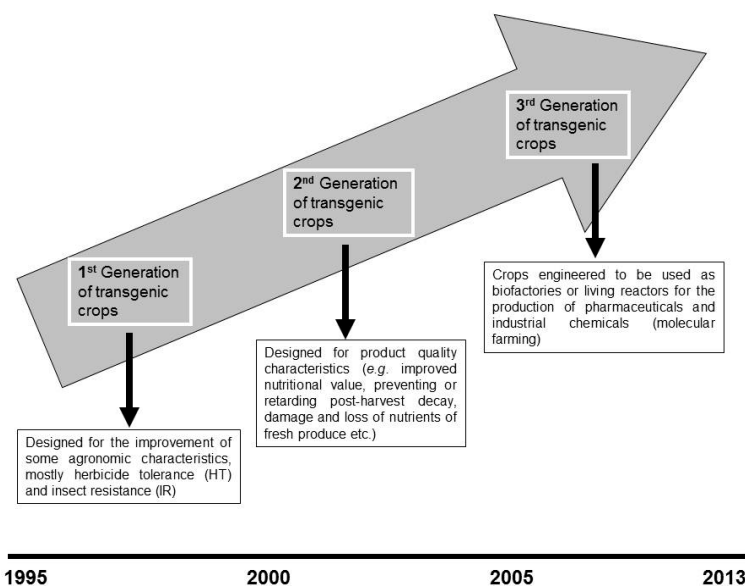 3rd Generation
of transgenic
crops
2nd Generation
of transgenic
crops
1st Generation
of transgenic
crops
Crops engineered to be used as
biofactories or living reactors for the
production of pharmaceuticals and
industrial chemicals (molecular
farming)
Designed for product quality
characteristics (e.g. improved
nutritional value, preventing or
retarding post-harvest decay,
damage and loss of nutrients of
fresh produce etc.)
Designed for the improvement of
some agronomic characteristics,
mostly herbicide tolerance (HT)
and insect resistance (IR)
1995 2000 2005 2013